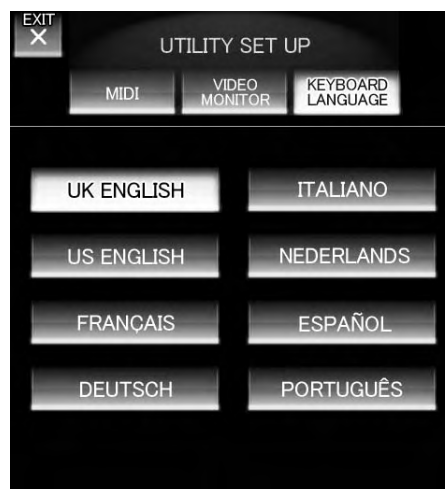 EXIT
×
UTILITY SET UP
MIDI
VIDEO
MONITOR
KEYBOARD
LANGUAGE
UK ENGLISH
ITALIANO
US ENGLISH
NEDERLANDS
FRANÇAIS
ESPAÑOL
DEUTSCH
PORTUGUÊS